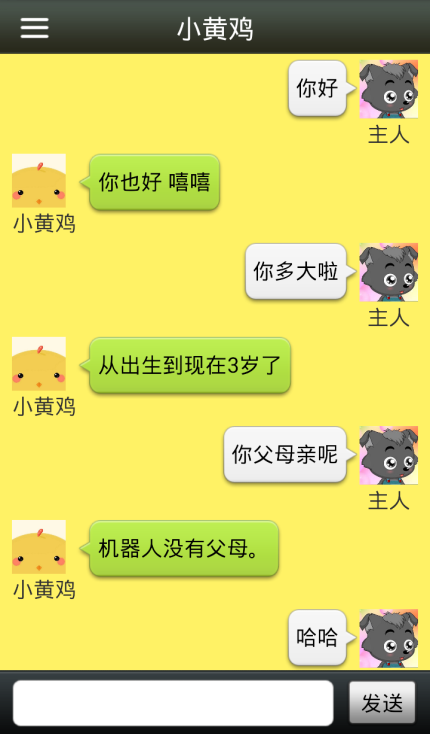 小黄鸡
你好
主人
你也好 嘻嘻
小黄鸡
你多大啦
主人
从出生到现在3岁了
小黄鸡
你父母亲呢
主人
机器人没有父母。
小黄鸡
哈哈
发送